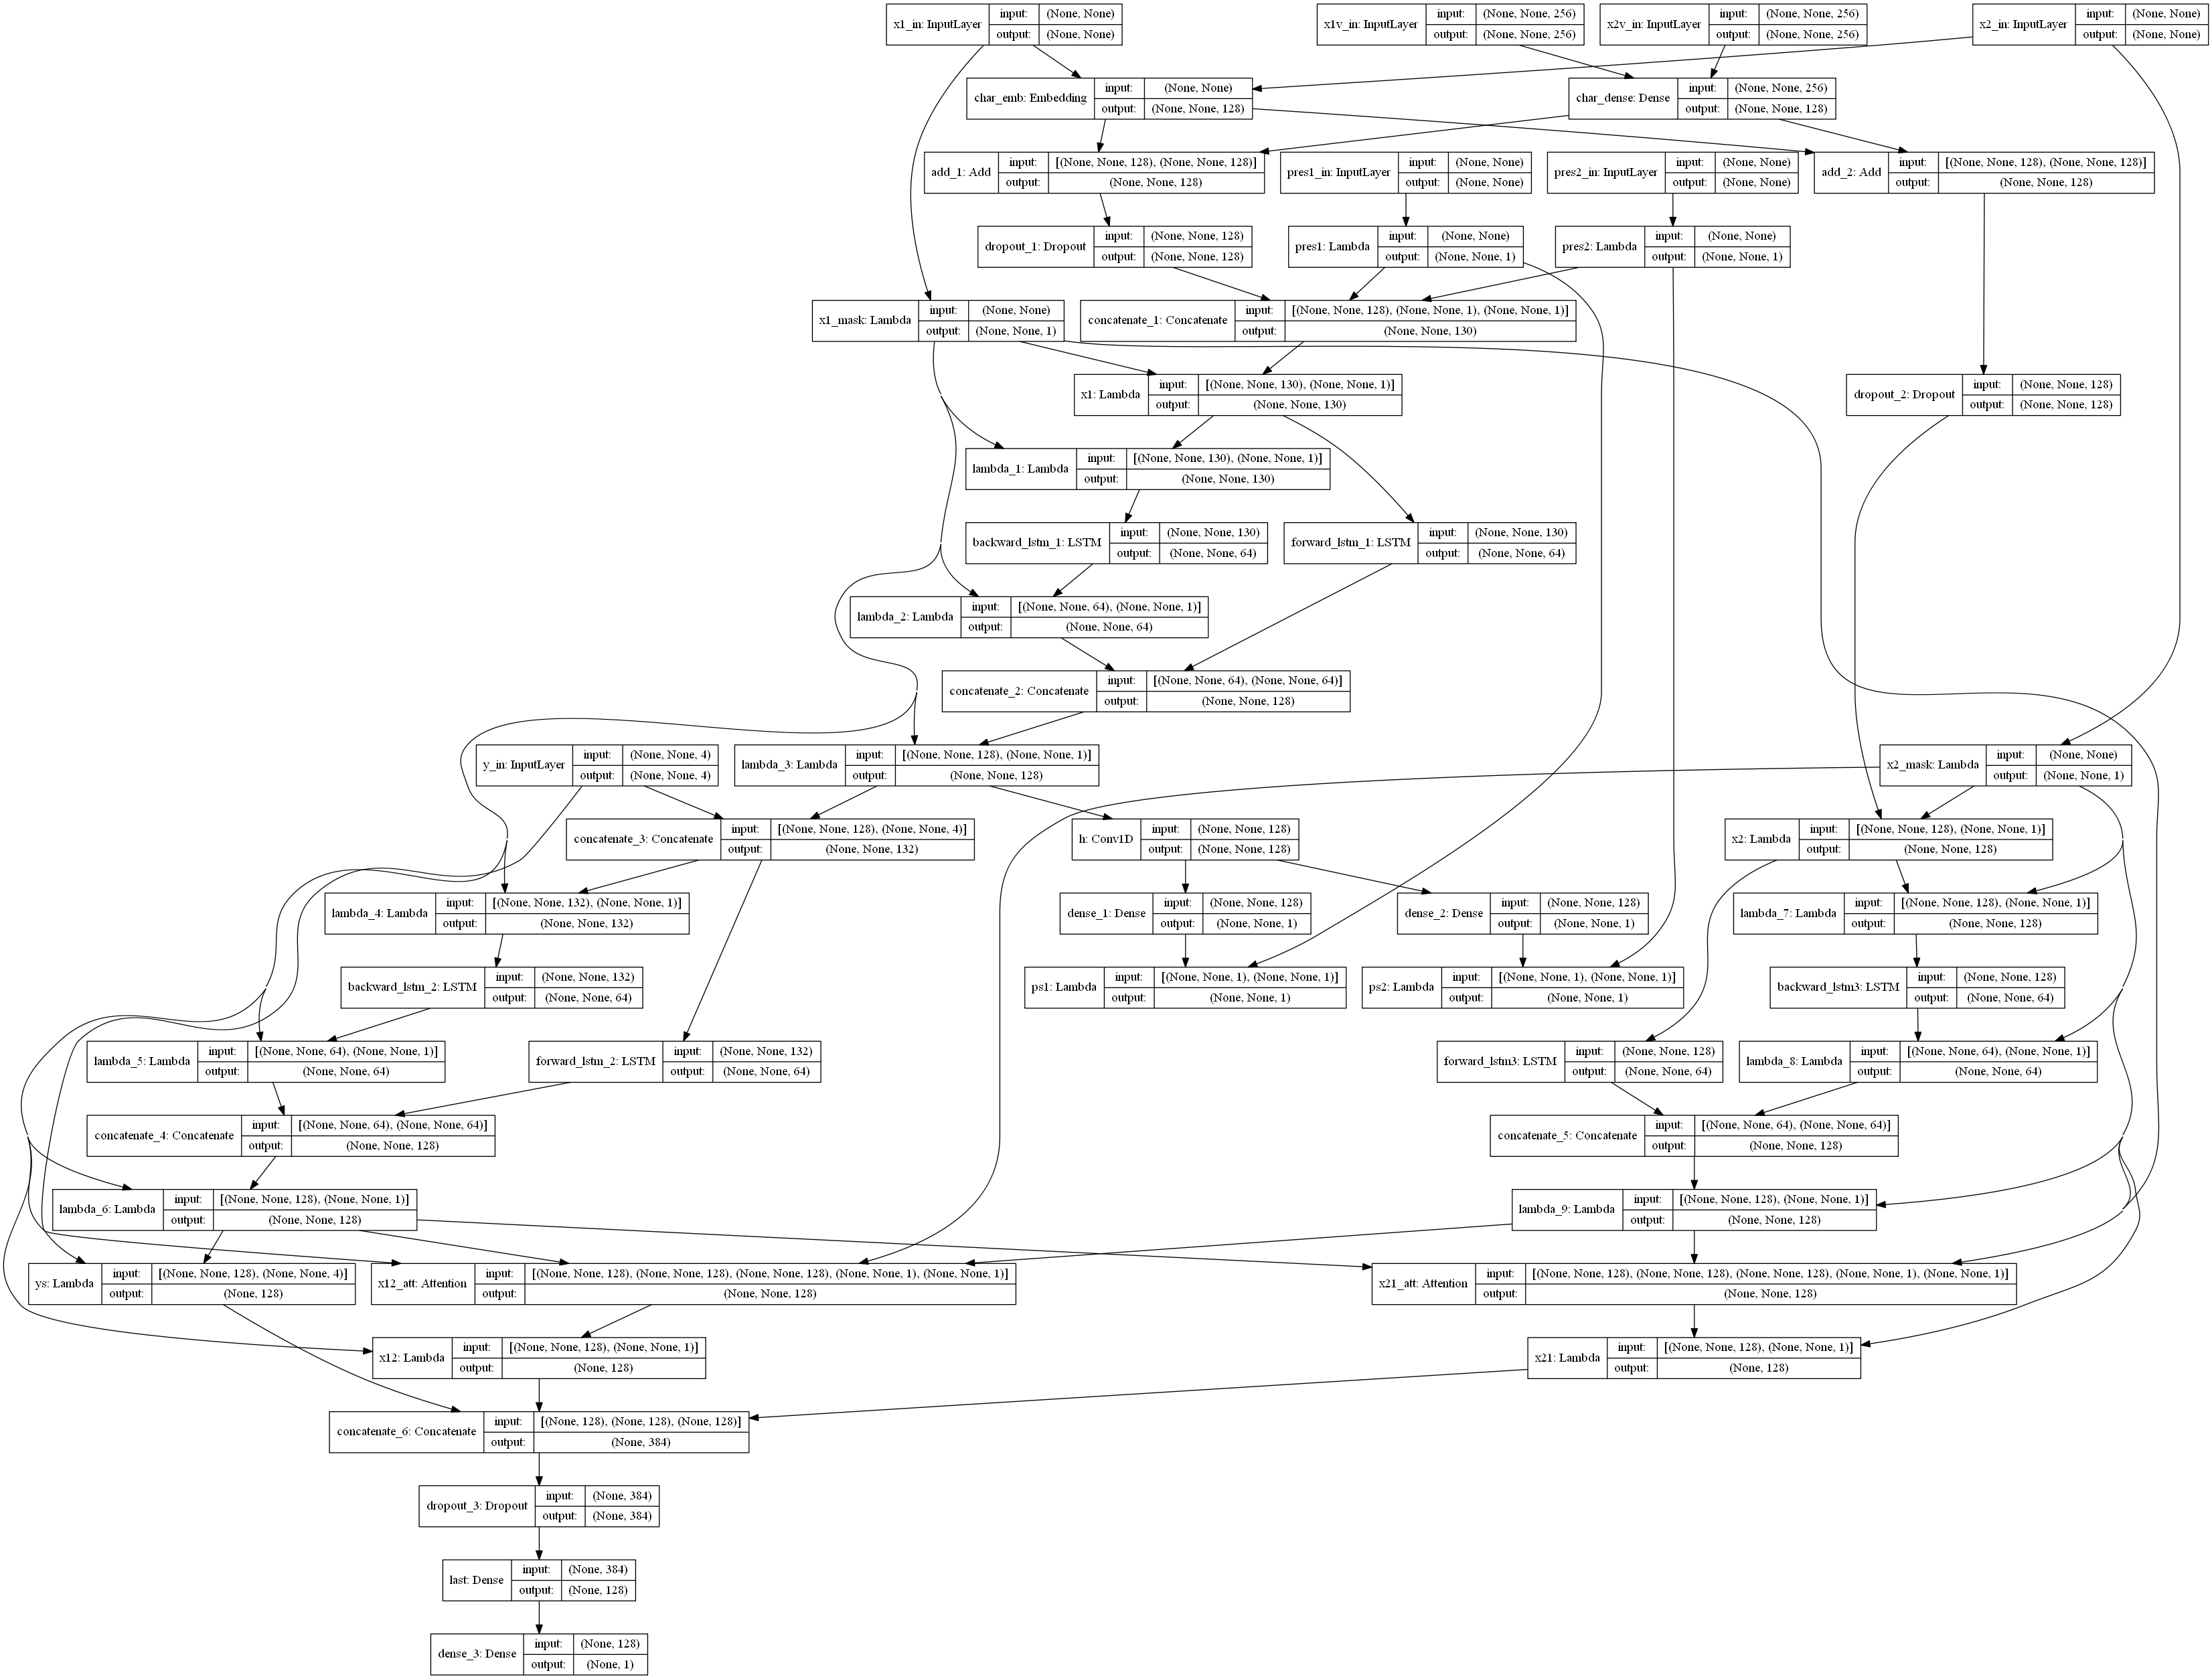 x1_in: InputLayer
input: (None, None)
output: (None, None)
x1v_in: InputLayer
input: (None, None, 256)
output: (None, None, 256)
x2v_in: InputLayer
input: (None, None, 256)
output: (None, None, 256)
x2_in: InputLayer
input: (None, None)
output: (None, None)
char_emb: Embedding
input: (None, None)
output: (None, None, 128)
char_dense: Dense
input: (None, None, 256)
output: (None, None, 128)
add_1: Add
input: [(None, None, 128), (None, None, 128)]
output: (None, None, 128)
pres1_in: InputLayer
input: (None, None)
output: (None, None)
pres2_in: InputLayer
input: (None, None)
output: (None, None)
add_2: Add
input: [(None, None, 128), (None, None, 128)]
output: (None, None, 128)
dropout_1: Dropout
input: (None, None, 128)
output: (None, None, 128)
pres1: Lambda
input: (None, None)
output: (None, None, 1)
pres2: Lambda
input: (None, None)
output: (None, None, 1)
x1_mask: Lambda
input: (None, None)
output: (None, None, 1)
concatenate_1: Concatenate
input: [(None, None, 128), (None, None, 1), (None, None, 1)]
output: (None, None, 130)
x1: Lambda
input: [(None, None, 130), (None, None, 1)]
output: (None, None, 130)
dropout_2: Dropout
input: (None, None, 128)
output: (None, None, 128)
lambda_1: Lambda
input: [(None, None, 130), (None, None, 1)]
output: (None, None, 130)
backward_lstm_1: LSTM
input: (None, None, 130)
output: (None, None, 64)
forward_lstm_1: LSTM
input: (None, None, 130)
output: (None, None, 64)
lambda_2: Lambda
input: [(None, None, 64), (None, None, 1)]
output: (None, None, 64)
concatenate_2: Concatenate
input: [(None, None, 64), (None, None, 64)]
output: (None, None, 128)
y_in: InputLayer
input: (None, None, 4)
output: (None, None, 4)
lambda_3: Lambda
input: [(None, None, 128), (None, None, 1)]
output: (None, None, 128)
x2_mask: Lambda
input: (None, None)
output: (None, None, 1)
concatenate_3: Concatenate
input: [(None, None, 128), (None, None, 4)]
output: (None, None, 132)
h: Conv1D
input: (None, None, 128)
output: (None, None, 128)
x2: Lambda
input: [(None, None, 128), (None, None, 1)]
output: (None, None, 128)
lambda_4: Lambda
input: [(None, None, 132), (None, None, 1)]
output: (None, None, 132)
dense_1: Dense
input: (None, None, 128)
output: (None, None, 1)
dense_2: Dense
input: (None, None, 128)
output: (None, None, 1)
lambda_7: Lambda
input: [(None, None, 128), (None, None, 1)]
output: (None, None, 128)
backward_lstm_2: LSTM
input: (None, None, 132)
output: (None, None, 64)
ps1: Lambda
input: [(None, None, 1), (None, None, 1)]
output: (None, None, 1)
ps2: Lambda
input: [(None, None, 1), (None, None, 1)]
output: (None, None, 1)
backward_lstm3: LSTM
input: (None, None, 128)
output: (None, None, 64)
lambda_5: Lambda
input: [(None, None, 64), (None, None, 1)]
output: (None, None, 64)
forward_lstm_2: LSTM
input: (None, None, 132)
output: (None, None, 64)
forward_lstm3: LSTM
input: (None, None, 128)
output: (None, None, 64)
lambda_8: Lambda
input: [(None, None, 64), (None, None, 1)]
output: (None, None, 64)
concatenate_4: Concatenate
input: [(None, None, 64), (None, None, 64)]
output: (None, None, 128)
concatenate_5: Concatenate
input: [(None, None, 64), (None, None, 64)]
output: (None, None, 128)
lambda_6: Lambda
input: [(None, None, 128), (None, None, 1)]
output: (None, None, 128)
lambda_9: Lambda
input: [(None, None, 128), (None, None, 1)]
output: (None, None, 128)
ys: Lambda
input: [(None, None, 128), (None, None, 4)]
output: (None, 128)
x12_att: Attention
input: [(None, None, 128), (None, None, 128), (None, None, 128), (None, None, 1), (None, None, 1)]
output: (None, None, 128)
x21_att: Attention
input: [(None, None, 128), (None, None, 128), (None, None, 128), (None, None, 1), (None, None, 1)]
output: (None, None, 128)
x12: Lambda
input: [(None, None, 128), (None, None, 1)]
output: (None, 128)
x21: Lambda
input: [(None, None, 128), (None, None, 1)]
output: (None, 128)
concatenate_6: Concatenate
input: [(None, 128), (None, 128), (None, 128)]
output: (None, 384)
dropout_3: Dropout
input: (None, 384)
output: (None, 384)
last: Dense
input: (None, 384)
output: (None, 128)
dense_3: Dense
input: (None, 128)
output: (None, 1)